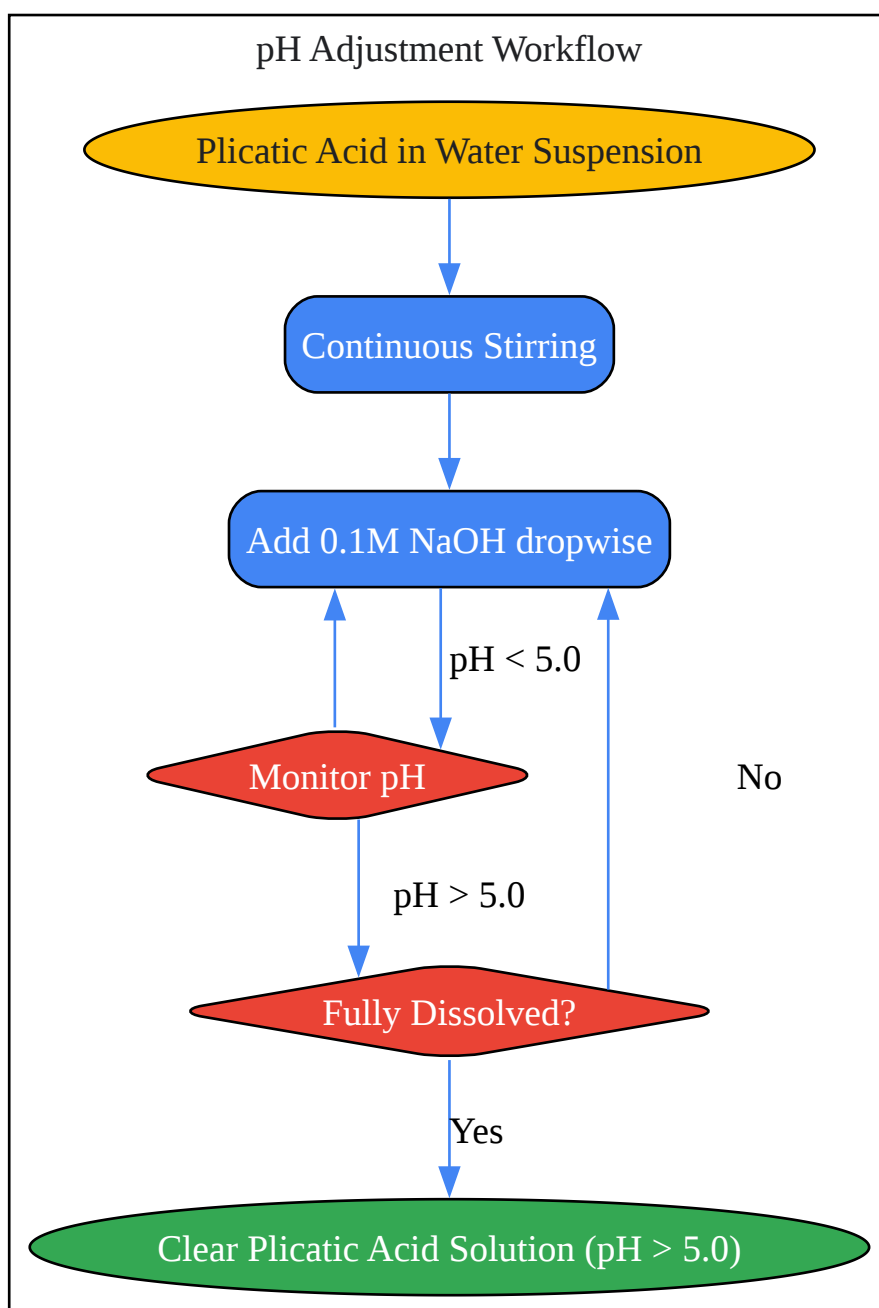 pH Adjustment Workflow
Plicatic Acid in Water Suspension
Continuous Stirring
Add 0.1M NaOH dropwise
pH < 5.0
Monitor pH
No
pH > 5.0
Fully Dissolved?
Yes
Clear Plicatic Acid Solution (pH > 5.0)